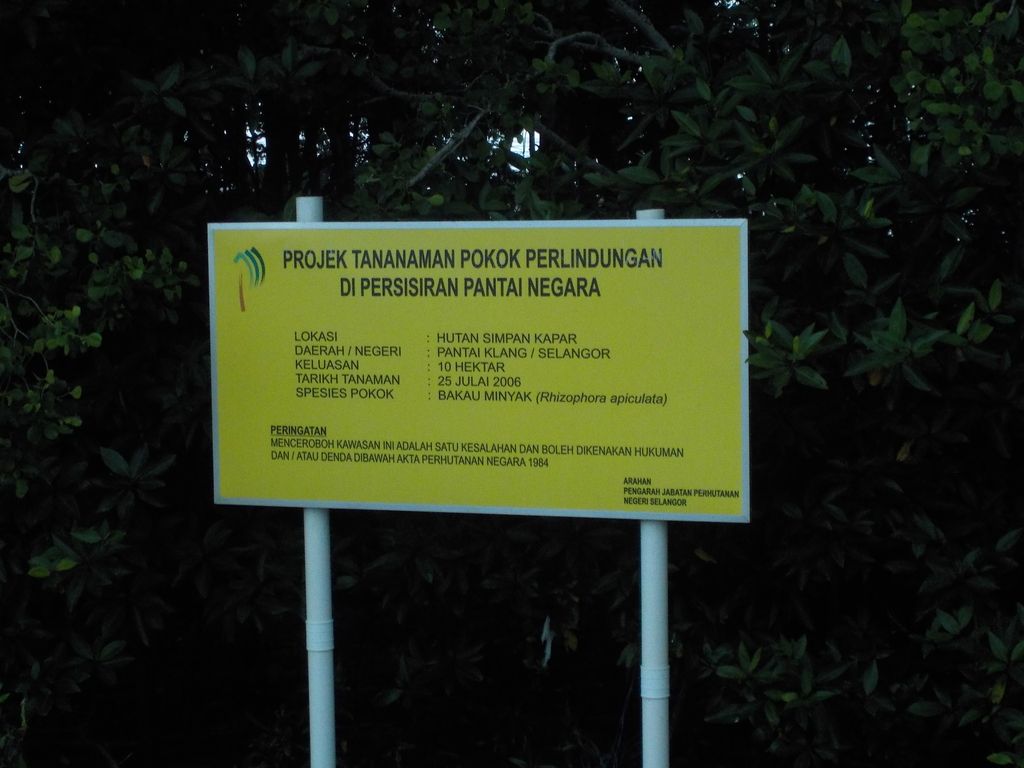 PROJEK TANANAMAN POKOK PERLINDUNGAN
DI PERSISIRAN PANTAI NEGARA
LOKASI : HUTAN SIMPAN KAPAR
DAERAH / NEGERI : PANTAI KLANG / SELANGOR
KELUASAN : 10 HEKTAR
TARIKH TANAMAN : 25 JULAI 2006
SPESIES POKOK : BAKAU MINYAK (Rhizophora apiculata)
PERINGATAN
MENCEROBOH KAWASAN INI ADALAH SATU KESALAHAN DAN BOLEH DIKENAKAN HUKUMAN
DAN / ATAU DENDA DIBAWAH AKTA PERHUTANAN NEGARA 1984
ARAHAN
PENGARAH JABATAN PERHUTANAN
NEGERI SELANGOR